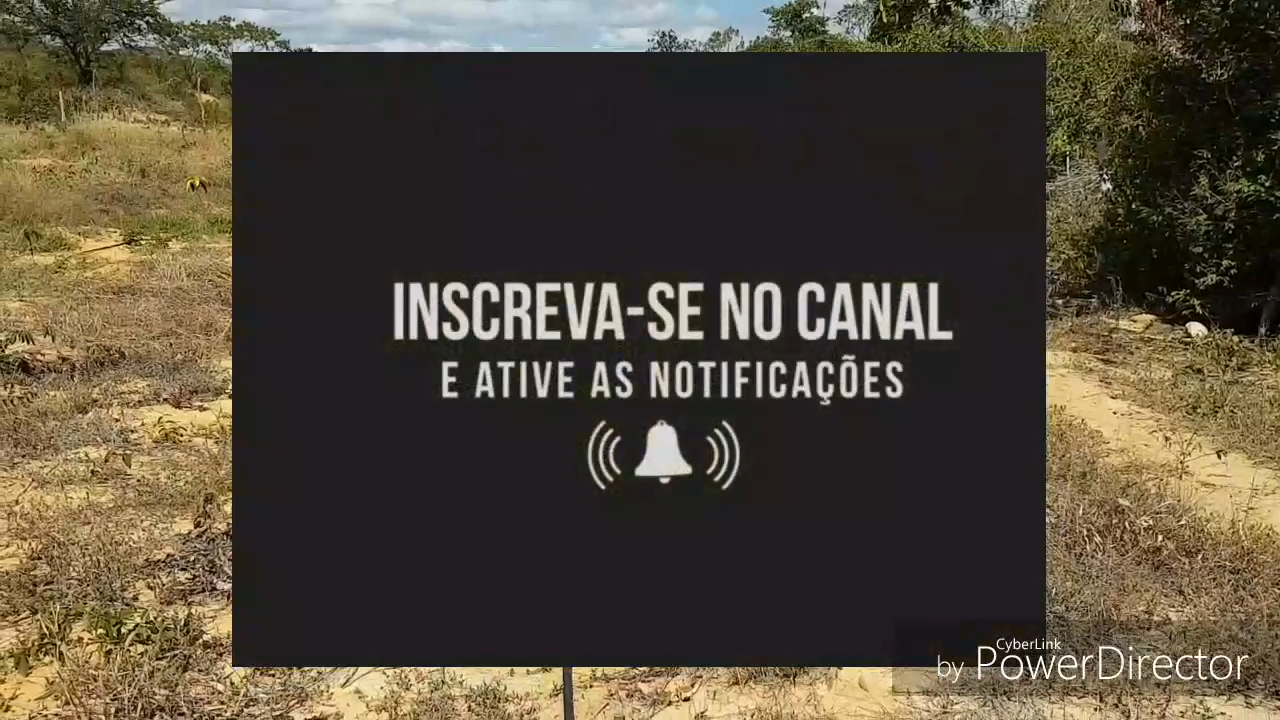 INSCREVA-SE NO CANAL
E ATIVE AS NOTIFICAÇÕES
CyberLink
by PowerDirector